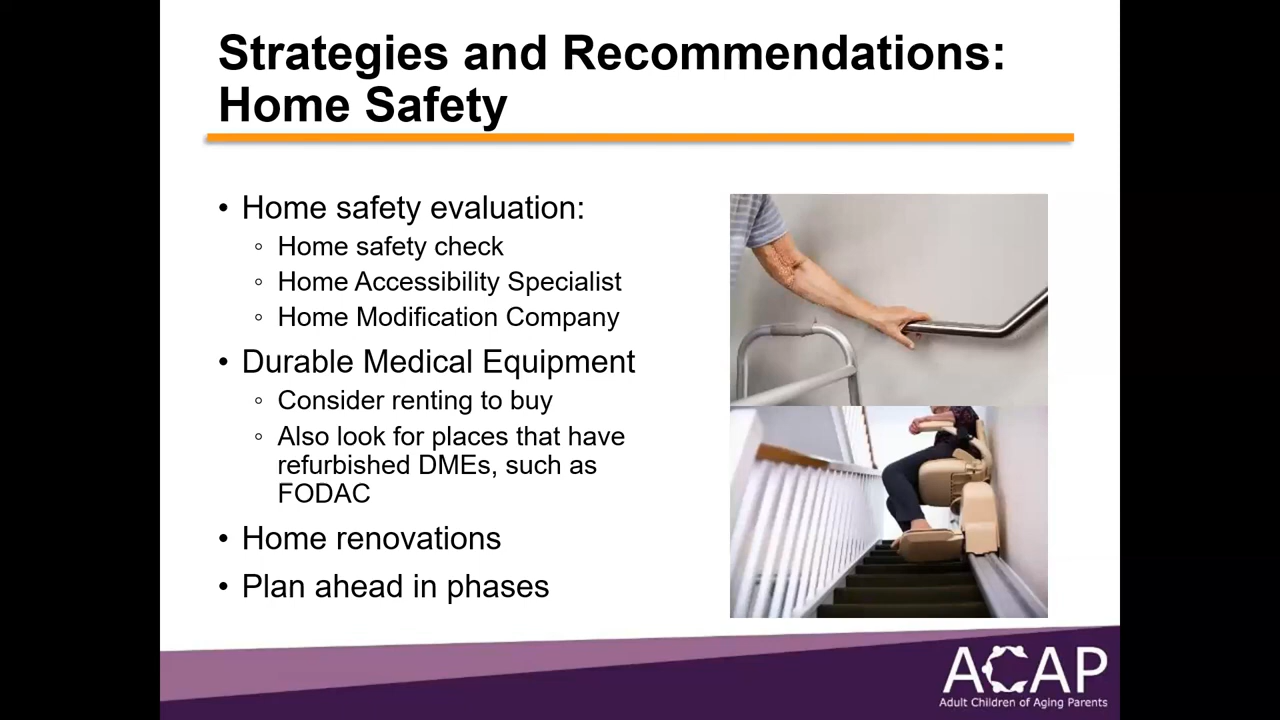 Strategies and Recommendations:
Home Safety
• Home safety evaluation:
◦ Home safety check
◦ Home Accessibility Specialist
◦ Home Modification Company
• Durable Medical Equipment
◦ Consider renting to buy
◦ Also look for places that have
refurbished DMEs, such as
FODAC
• Home renovations
• Plan ahead in phases
ACAP
Adult Children of Aging Parents